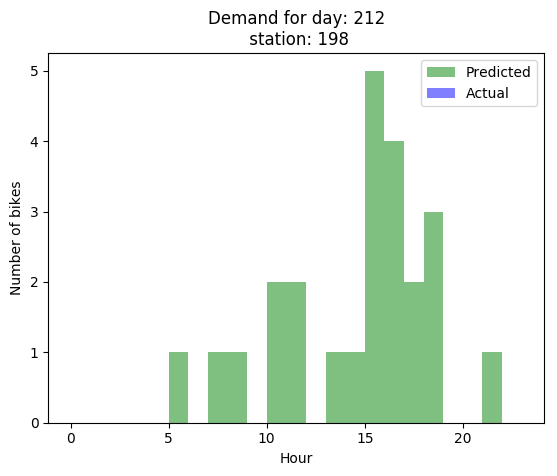 Demand for day: 212
station: 198
Predicted
Actual
Number of bikes
5
4
3
2
1
0
0 5 10 15 20
Hour